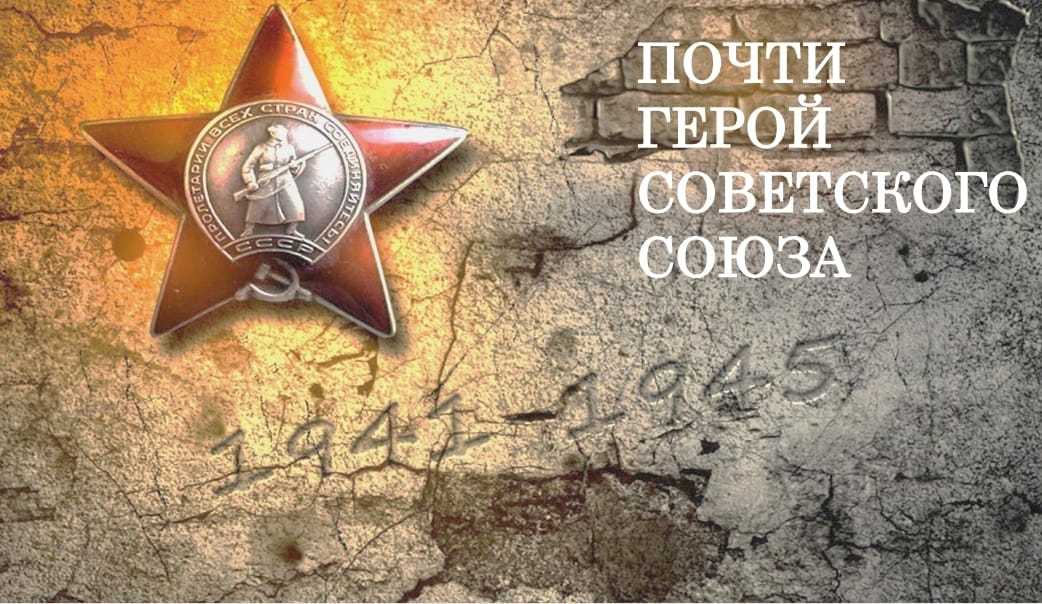 ПОЧТИ
ГЕРОЙ
СОВЕТСКОГО
СОЮЗА
ПРОЛЕТАРИИ ВСЕХ СТРАН СОЕДИНЯЙТЕСЬ!
СССР
1941-1945